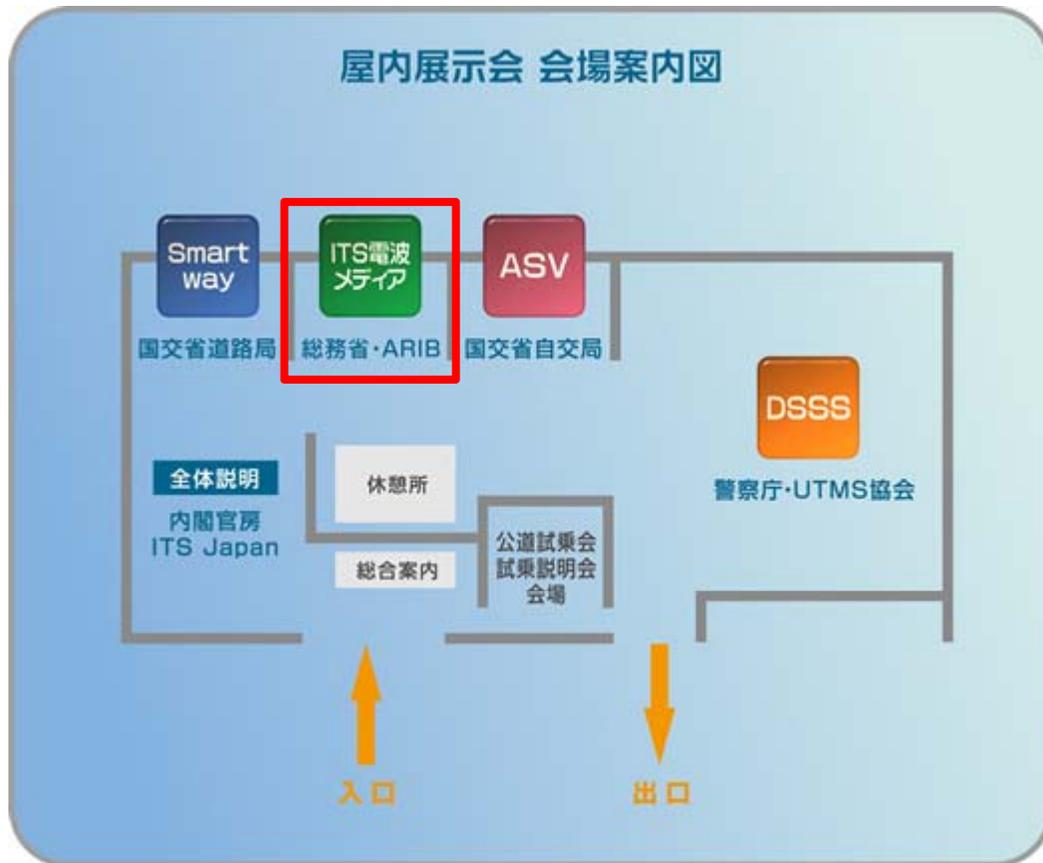 屋内展示会 会場案内図
Smart
way
ITS電波
メディア
ASV
国交省道路局
総務省・ARIB
国交省自交局
DSSS
警察庁・UTMS協会
全体説明
内閣官房
ITS Japan
休憩所
総合案内
公道試乗会
試乗説明会
会場
入口
出口